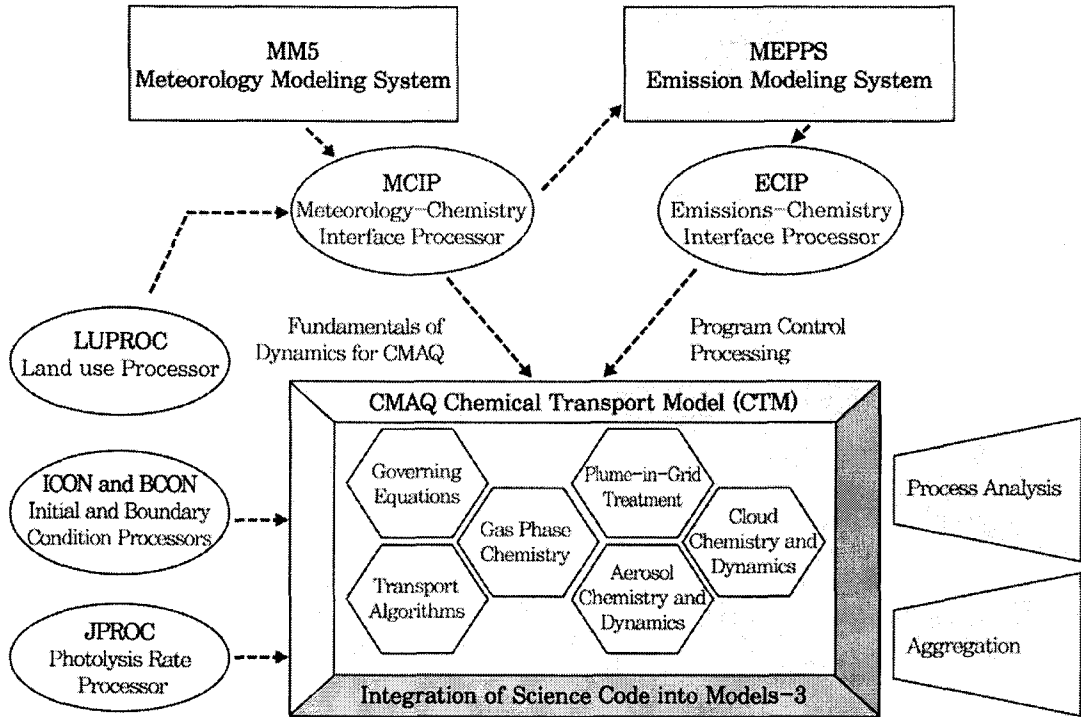 MM5
Meteorology Modeling System
MEPPS
Emission Modeling System
MCIP
Meteorology-Chemistry
Interface Processor
ECIP
Emissions-Chemistry
Interface Processor
LUPROC
Land use Processor
Fundamentals of
Dynamics for CMAQ
Program Control
Processing
CMAQ Chemical Transport Model (CTM)
ICON and BCON
Initial and Boundary
Condition Processors
Governing
Equations
Plume-in-Grid
Treatment
Gas Phase
Chemistry
Cloud
Chemistry and
Dynamics
Transport
Algorithms
Aerosol
Chemistry and
Dynamics
Process Analysis
JPROC
Photolysis Rate
Processor
Aggregation
Integration of Science Code into Models-3